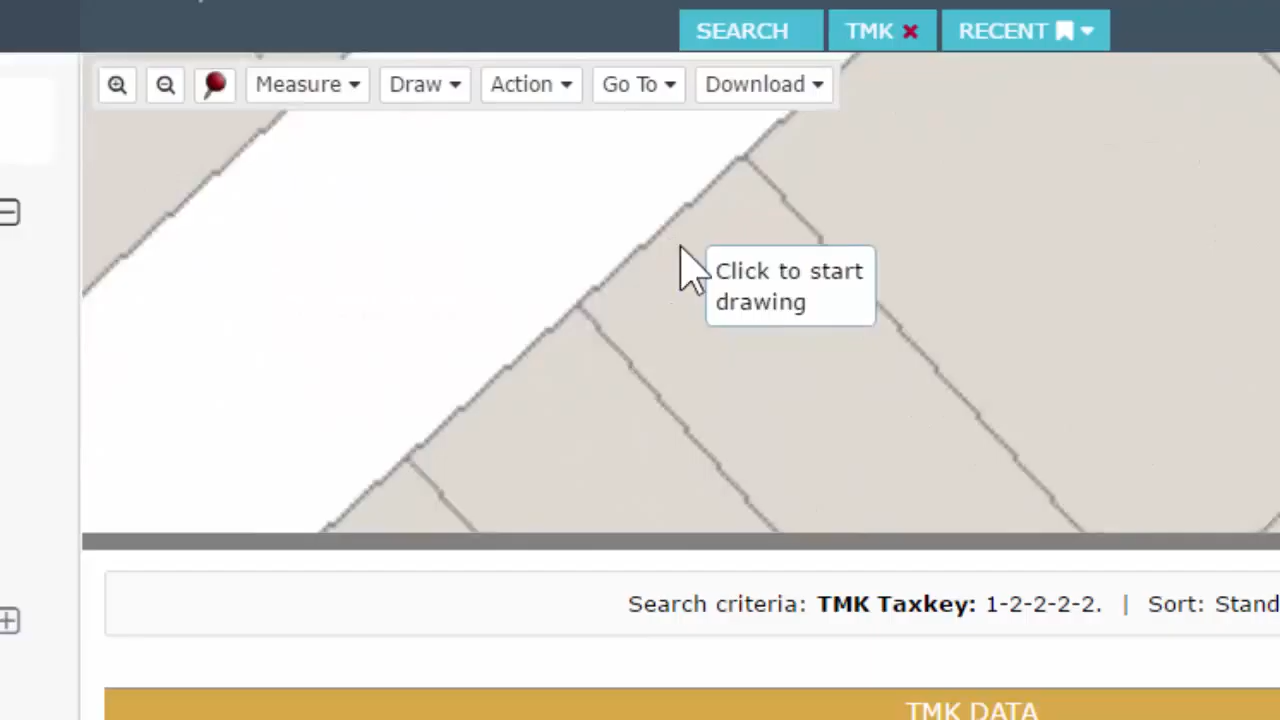 SEARCH
TMK
RECENT
Measure
Draw
Action
Go To
Download
Click to start
drawing
Search criteria: TMK Taxkey: 1-2-2-2-2. | Sort: Stand
TMK DATA